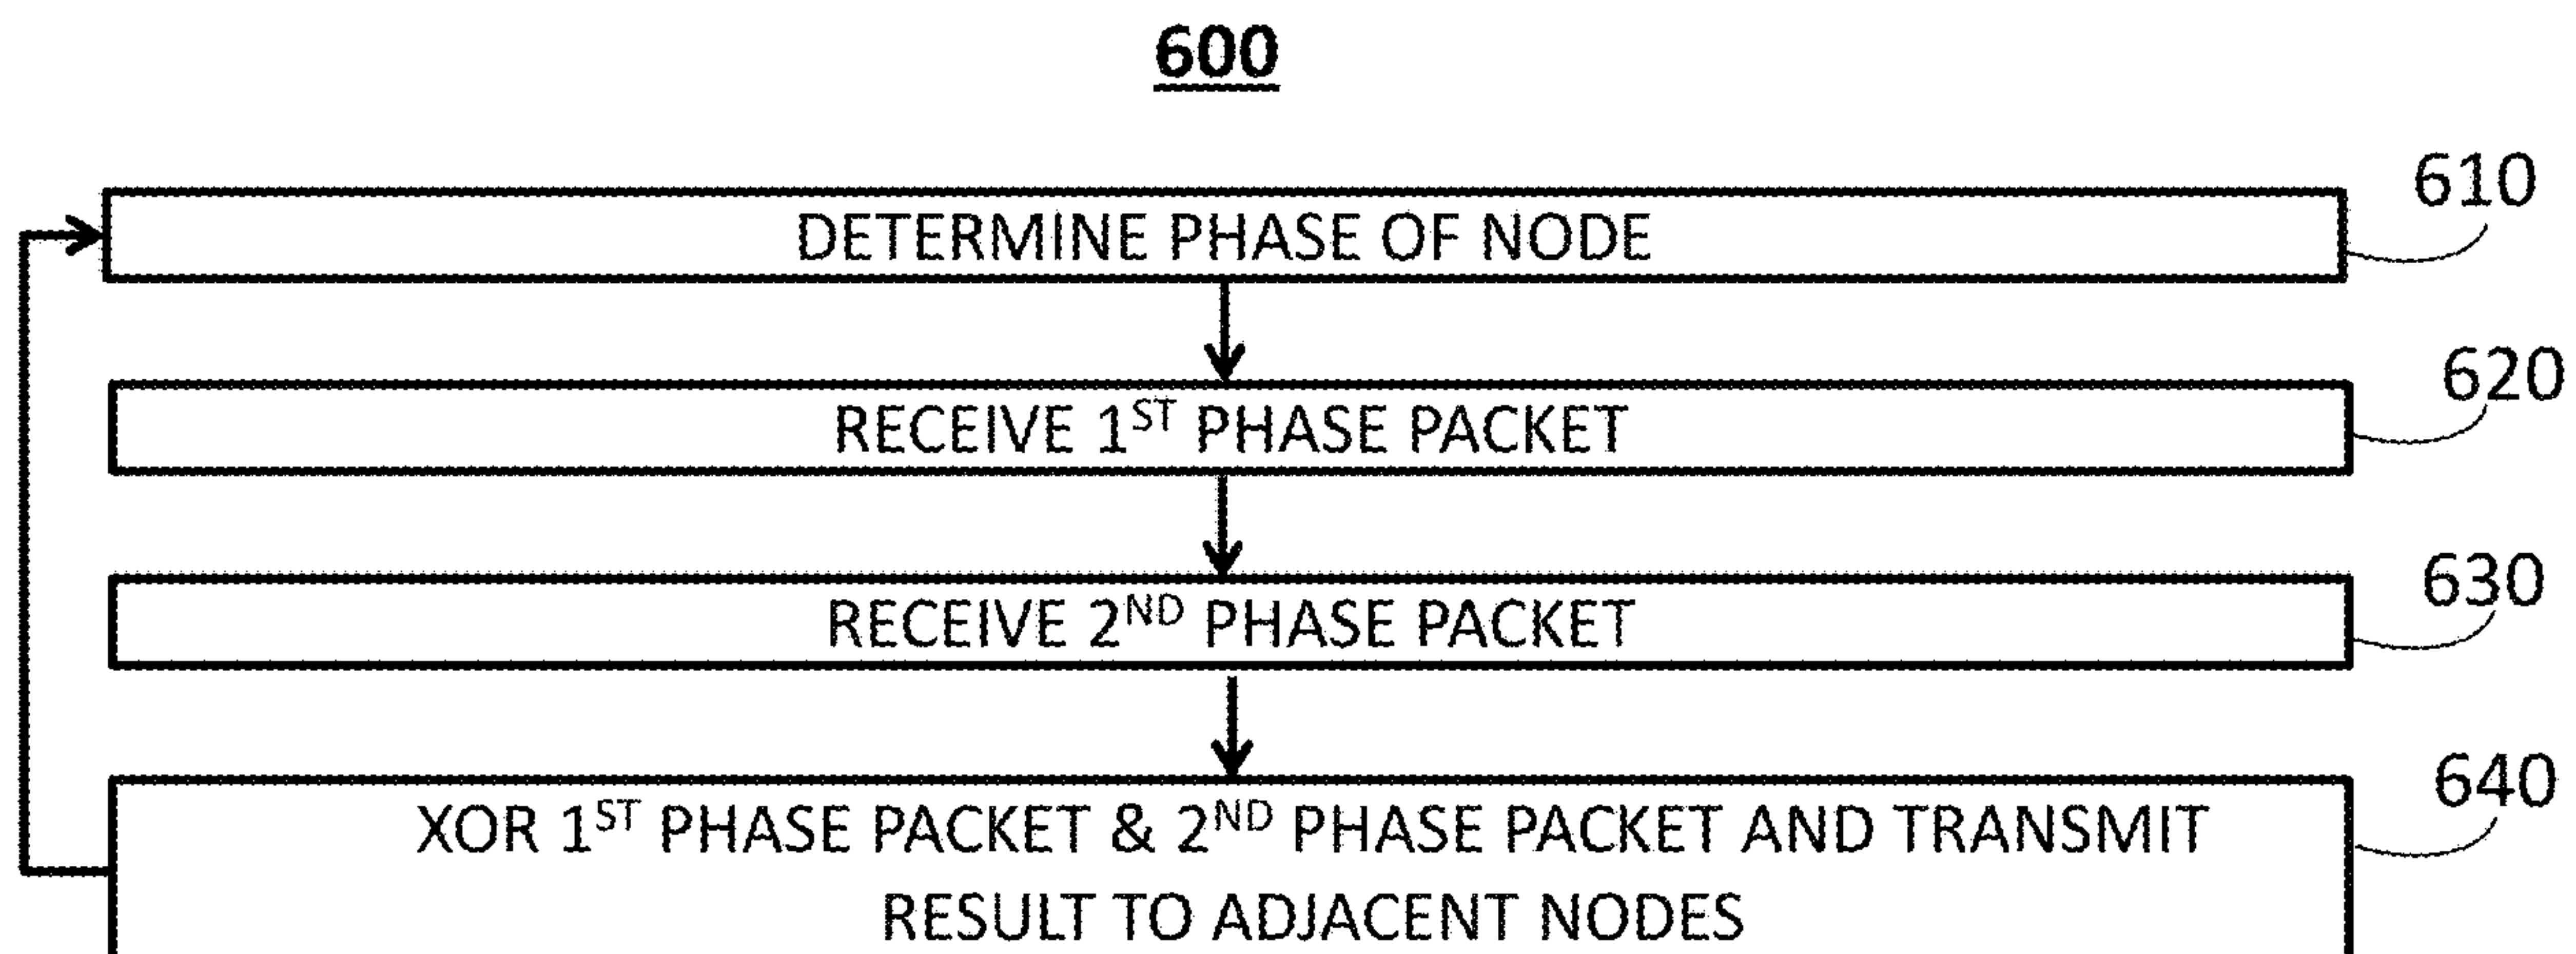 600
610
DETERMINE PHASE OF NODE
620
RECEIVE 1ST PHASE PACKET
630
RECEIVE 2ND PHASE PACKET
640
XOR 1ST PHASE PACKET & 2ND PHASE PACKET AND TRANSMIT
RESULT TO ADJACENT NODES